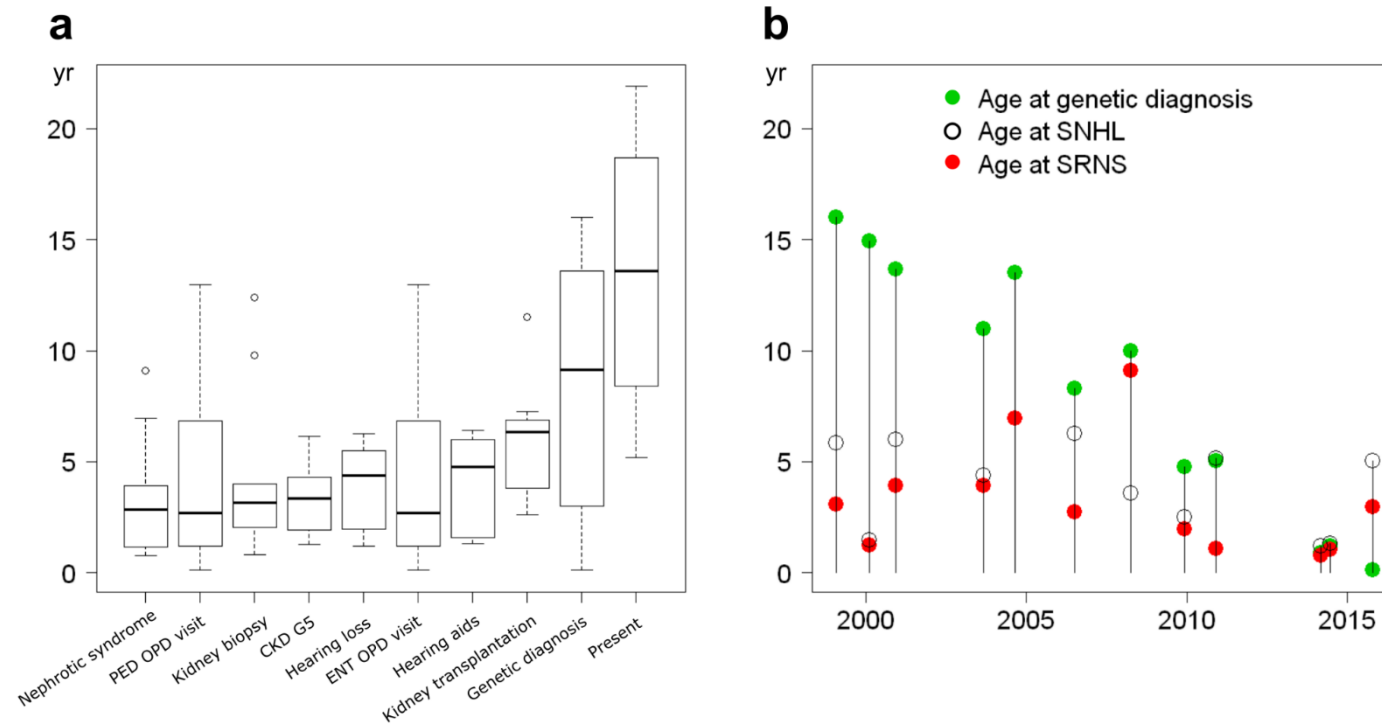 a
yr
20
15
10
5
0
Nephrotic syndrome
PED OPD visit
Kidney biopsy
CKD G5
Hearing loss
ENT OPD visit
Hearing aids
Kidney transplantation
Genetic diagnosis
Present
b
yr
Age at genetic diagnosis
Age at SNHL
Age at SRNS
20
15
10
5
0
2000
2005
2010
2015